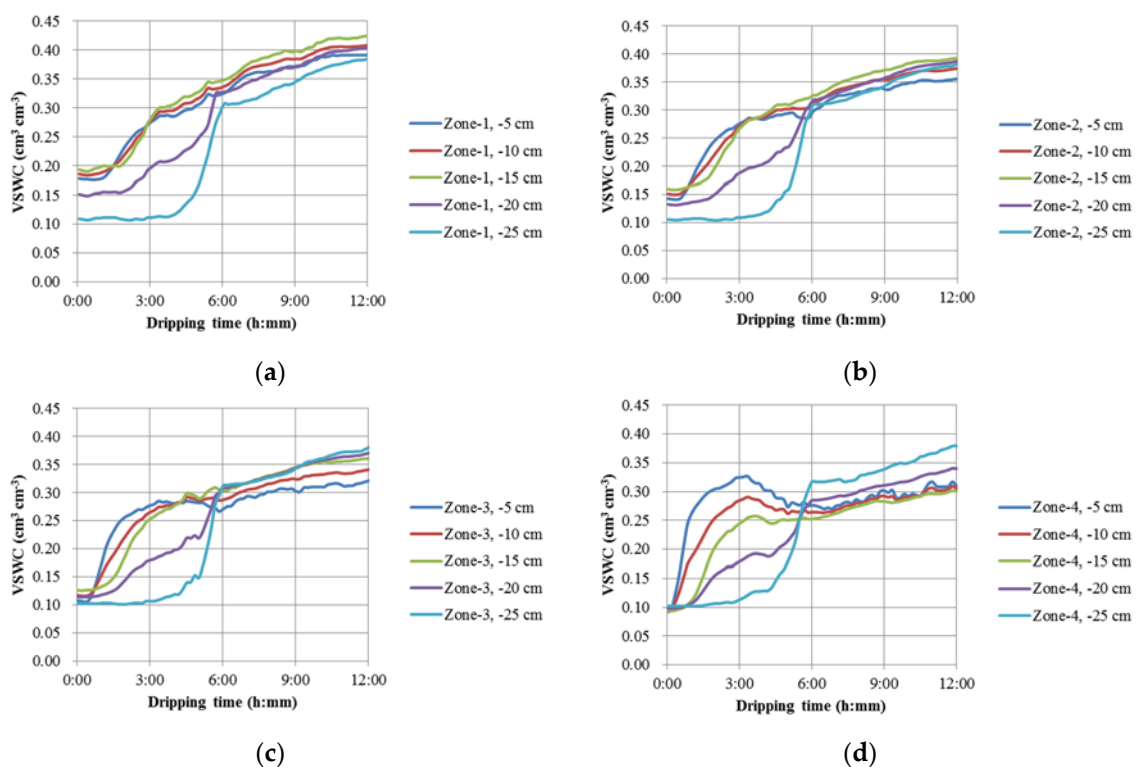 0.45
0.40
0.35
0.30
0.25
0.20
0.15
0.10
0.05
0.00
VSWC (cm³ cm⁻³)
0:00 3:00 6:00 9:00 12:00
Dripping time (h:mm)
Zone-1, -5 cm
Zone-1, -10 cm
Zone-1, -15 cm
Zone-1, -20 cm
Zone-1, -25 cm
(a)
0.45
0.40
0.35
0.30
0.25
0.20
0.15
0.10
0.05
0.00
VSWC (cm³ cm⁻³)
0:00 3:00 6:00 9:00 12:00
Dripping time (h:mm)
Zone-2, -5 cm
Zone-2, -10 cm
Zone-2, -15 cm
Zone-2, -20 cm
Zone-2, -25 cm
(b)
0.45
0.40
0.35
0.30
0.25
0.20
0.15
0.10
0.05
0.00
VSWC (cm³ cm⁻³)
0:00 3:00 6:00 9:00 12:00
Dripping time (h:mm)
Zone-3, -5 cm
Zone-3, -10 cm
Zone-3, -15 cm
Zone-3, -20 cm
Zone-3, -25 cm
(c)
0.45
0.40
0.35
0.30
0.25
0.20
0.15
0.10
0.05
0.00
VSWC (cm³ cm⁻³)
0:00 3:00 6:00 9:00 12:00
Dripping time (h:mm)
Zone-4, -5 cm
Zone-4, -10 cm
Zone-4, -15 cm
Zone-4, -20 cm
Zone-4, -25 cm
(d)